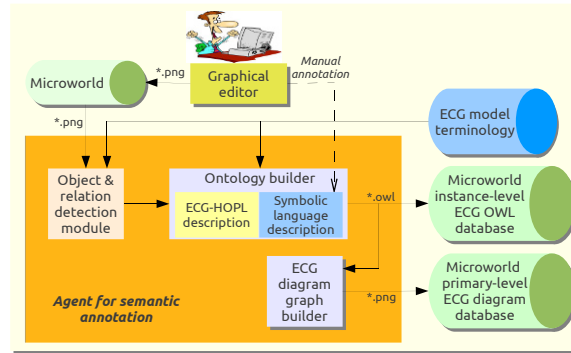 Manual
annotation
*.png
Microworld
Graphical
editor
*.png
ECG model
terminology
Object &
relation
detection
module
Ontology builder
ECG-HOPL
description
Symbolic
language
description
*.owl
Microworld
instance-level
ECG OWL
database
ECG
diagram
graph
builder
*.png
Microworld
primary-level
ECG diagram
database
Agent for semantic
annotation